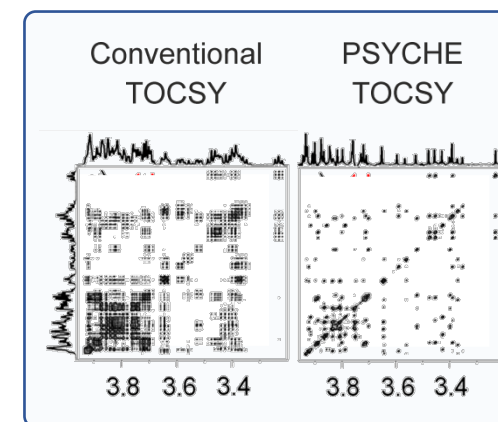 Conventional
TOCSY
PSYCHE
TOCSY
3.8 3.6 3.4
3.8 3.6 3.4